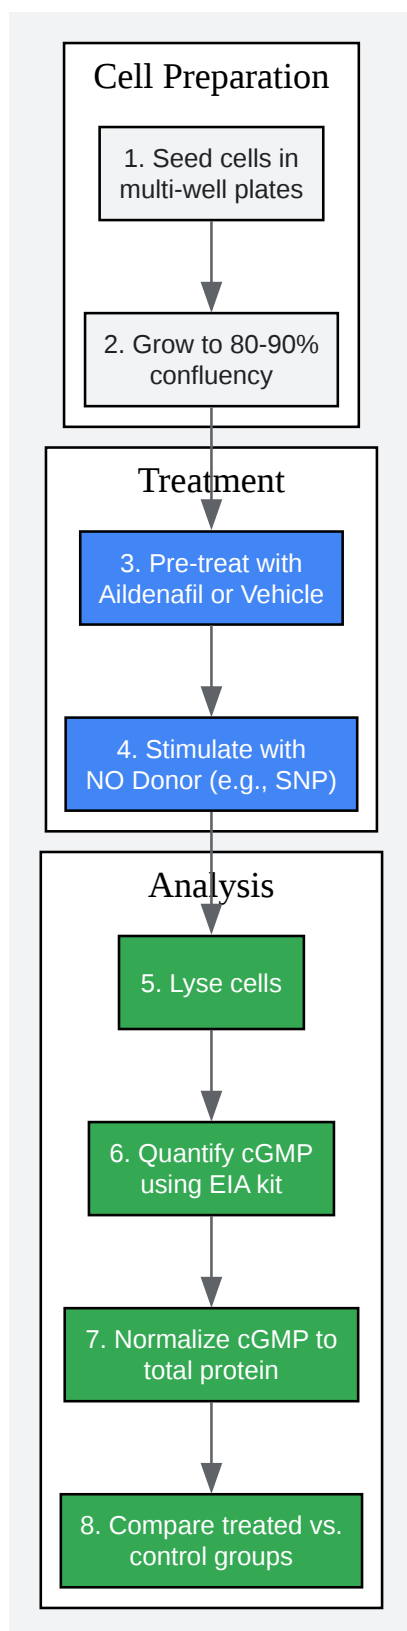 Cell Preparation
1. Seed cells in
multi-well plates
2. Grow to 80-90%
confluency
Treatment
3. Pre-treat with
Aildenafil or Vehicle
4. Stimulate with
NO Donor (e.g., SNP)
Analysis
5. Lyse cells
6. Quantify cGMP
using EIA kit
7. Normalize cGMP to
total protein
8. Compare treated vs.
control groups